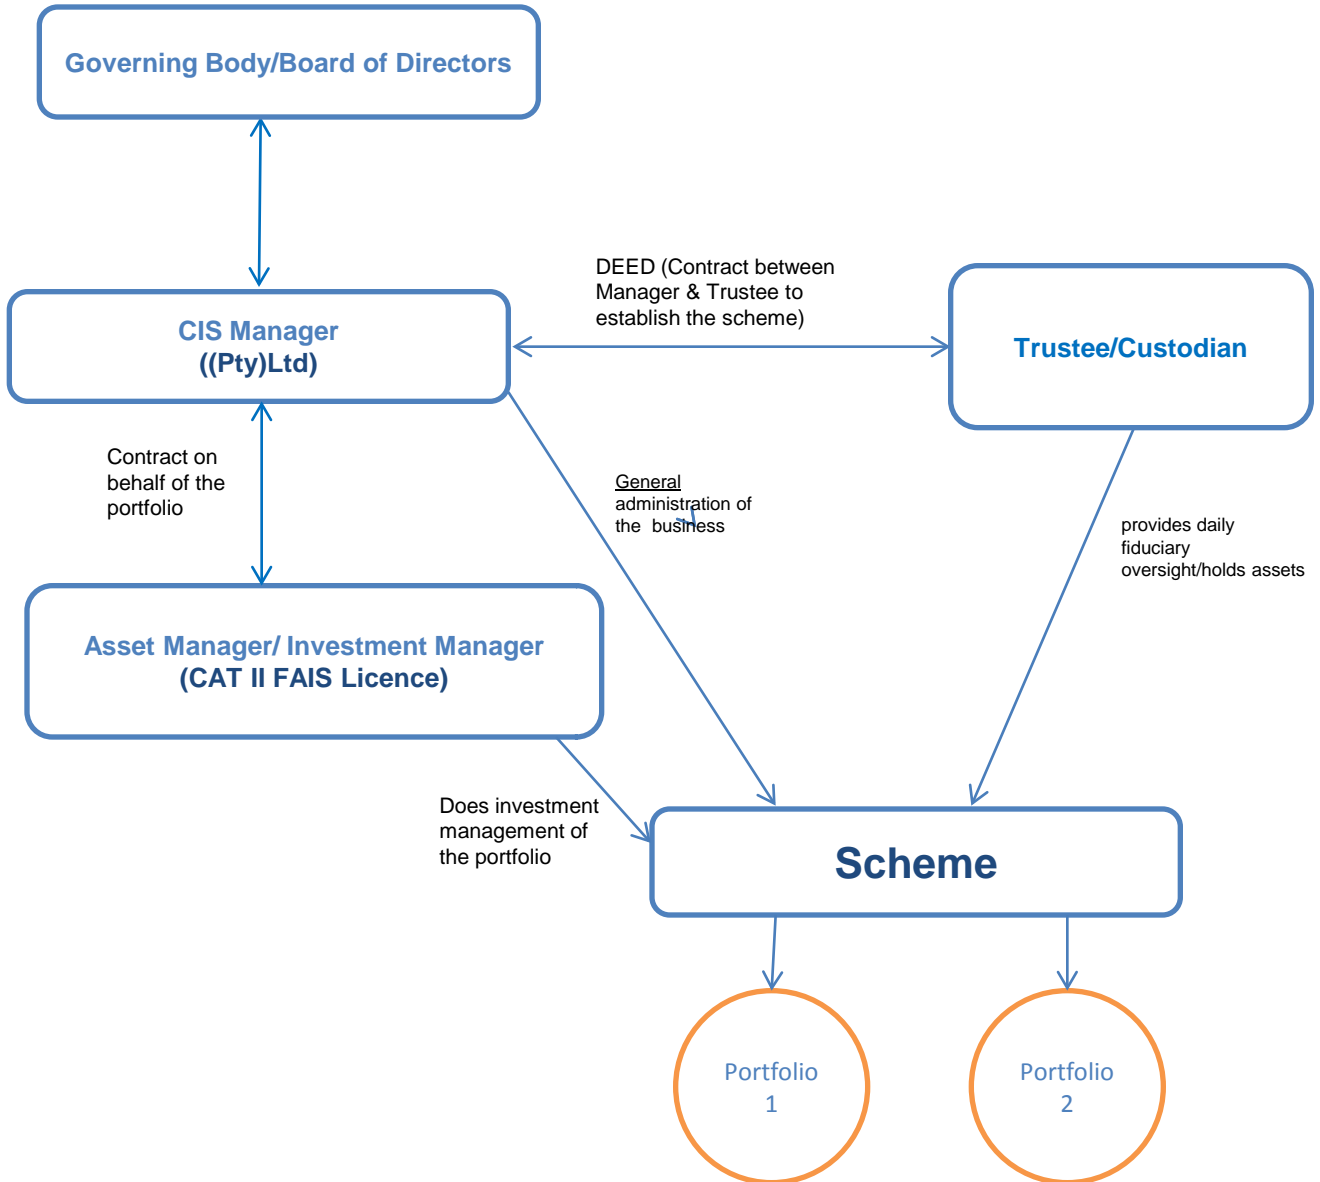 Governing Body/Board of Directors
DEED (Contract between
Manager & Trustee to
establish the scheme)
CIS Manager
((Pty)Ltd)
Trustee/Custodian
Contract on
behalf of the
portfolio
General
administration of
the business
provides daily
fiduciary
oversight/holds assets
Asset Manager/ Investment Manager
(CAT II FAIS Licence)
Does investment
management of
the portfolio
Scheme
Portfolio
1
Portfolio
2